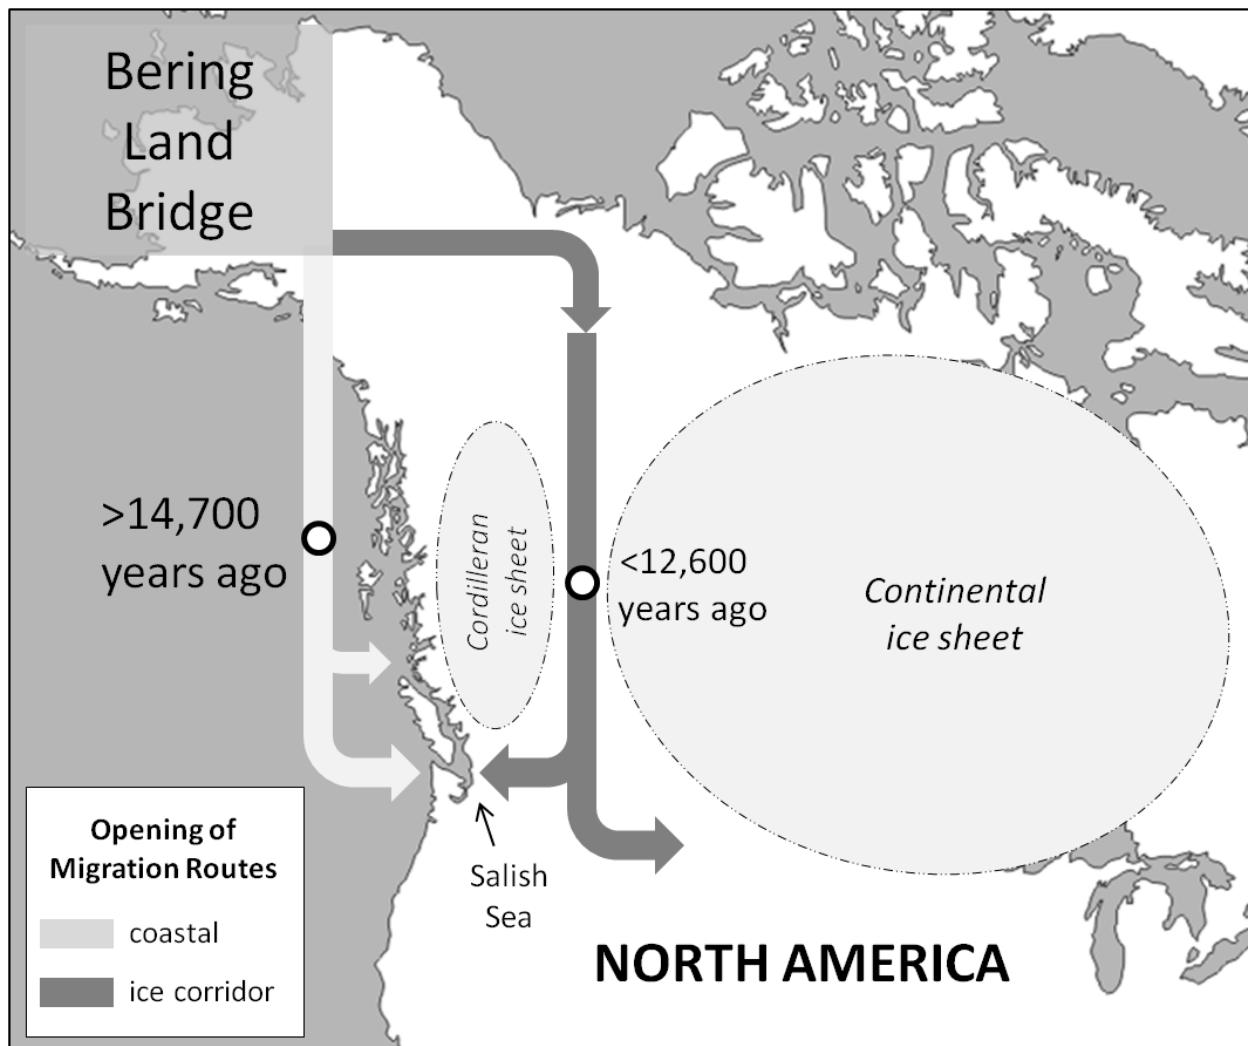 Bering
Land
Bridge
>14,700
years ago
Cordilleran
ice sheet
<12,600
years ago
Continental
ice sheet
Salish
Sea
NORTH AMERICA
Opening of
Migration Routes
coastal
ice corridor